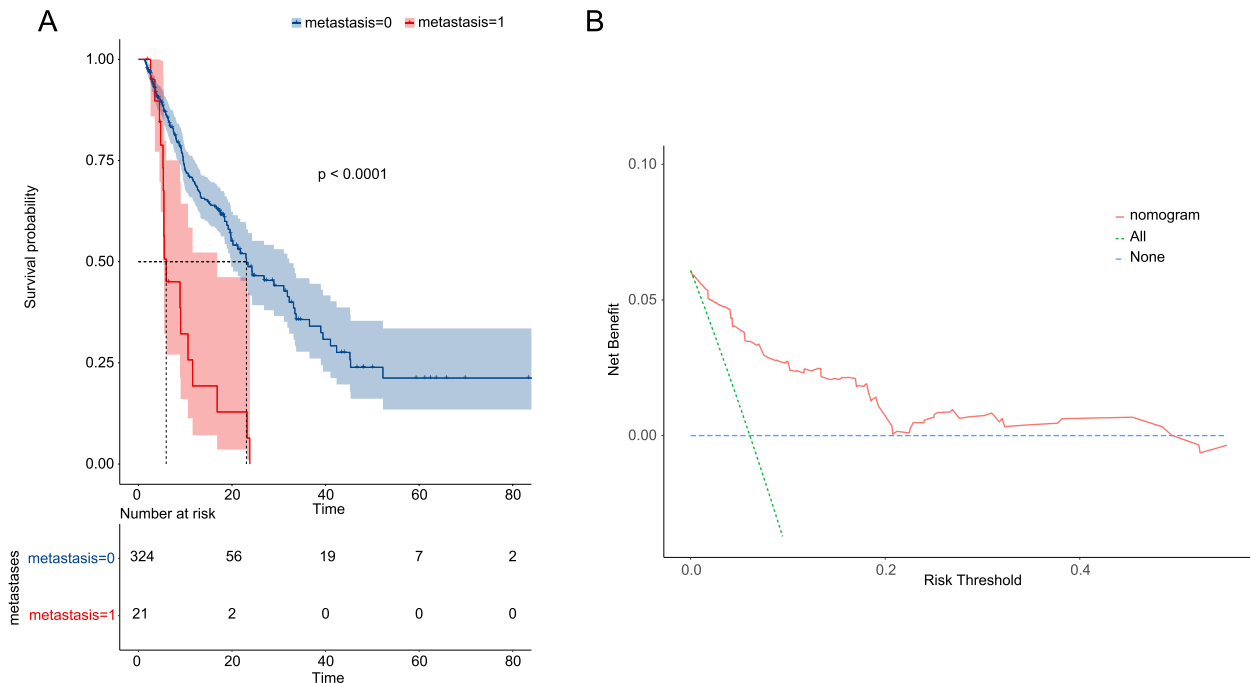 A
metastasis=0 metastasis=1
1.00
0.75
0.50
0.25
0.00
Survival probability
p < 0.0001
0 20 40 60 80
Time
Number at risk
metastases
metastasis=0 324 56 19 7 2
metastasis=1 21 2 0 0 0
0 20 40 60 80
Time
B
0.10
0.05
0.00
Net Benefit
nomogram
All
None
0.0 0.2 0.4
Risk Threshold